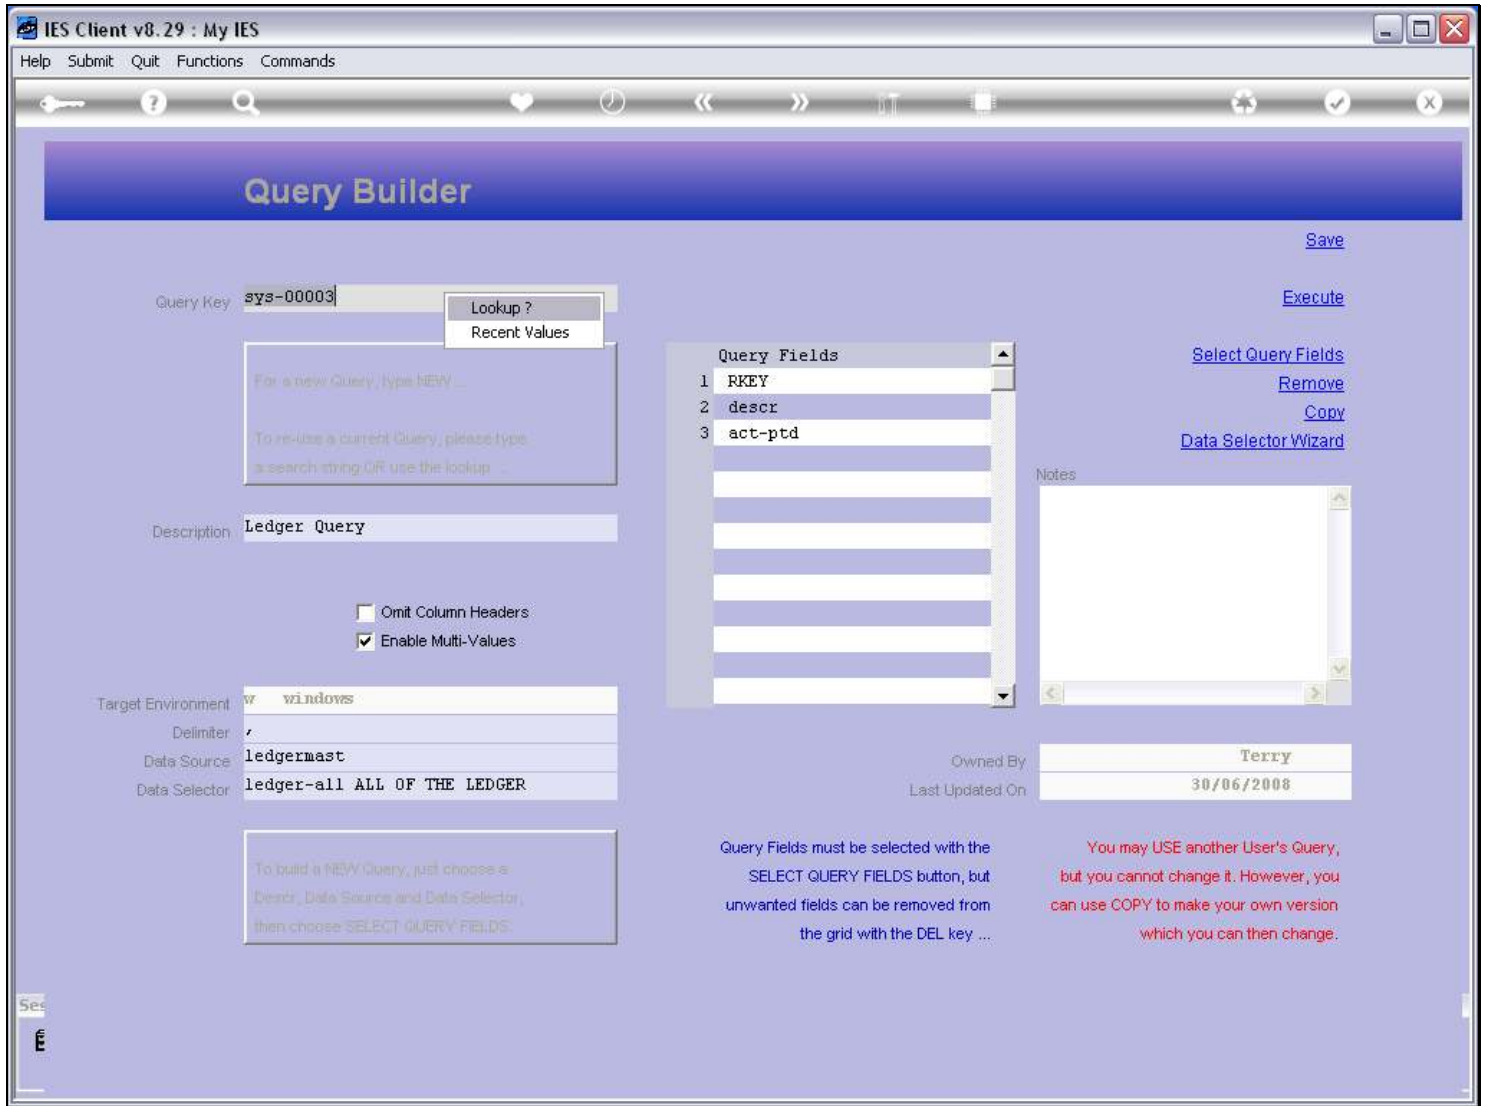 IES Client v8.29 : My IES
Help Submit Quit Functions Commands
Query Builder
Save
Query Key sys-00003
Lookup ?
Recent Values
Execute
For a new Query, type NEW ...
To re-use a current Query, please type
a search string OR use the lookup ...
Query Fields
1 RKEY
2 descr
3 act-ptd
Select Query Fields
Remove
Copy
Data Selector Wizard
Notes
Description Ledger Query
Omit Column Headers
Enable Multi-Values
Target Environment w windows
Delimiter ,
Data Source ledgermast
Data Selector ledger-all ALL OF THE LEDGER
Owned By Terry
Last Updated On 30/06/2008
To build a NEW Query, just choose a
Descr, Data Source and Data Selector,
then choose SELECT QUERY FIELDS.
Query Fields must be selected with the
SELECT QUERY FIELDS button, but
unwanted fields can be removed from
the grid with the DEL key ...
You may USE another User's Query,
but you cannot change it. However, you
can use COPY to make your own version
which you can then change.
Ses